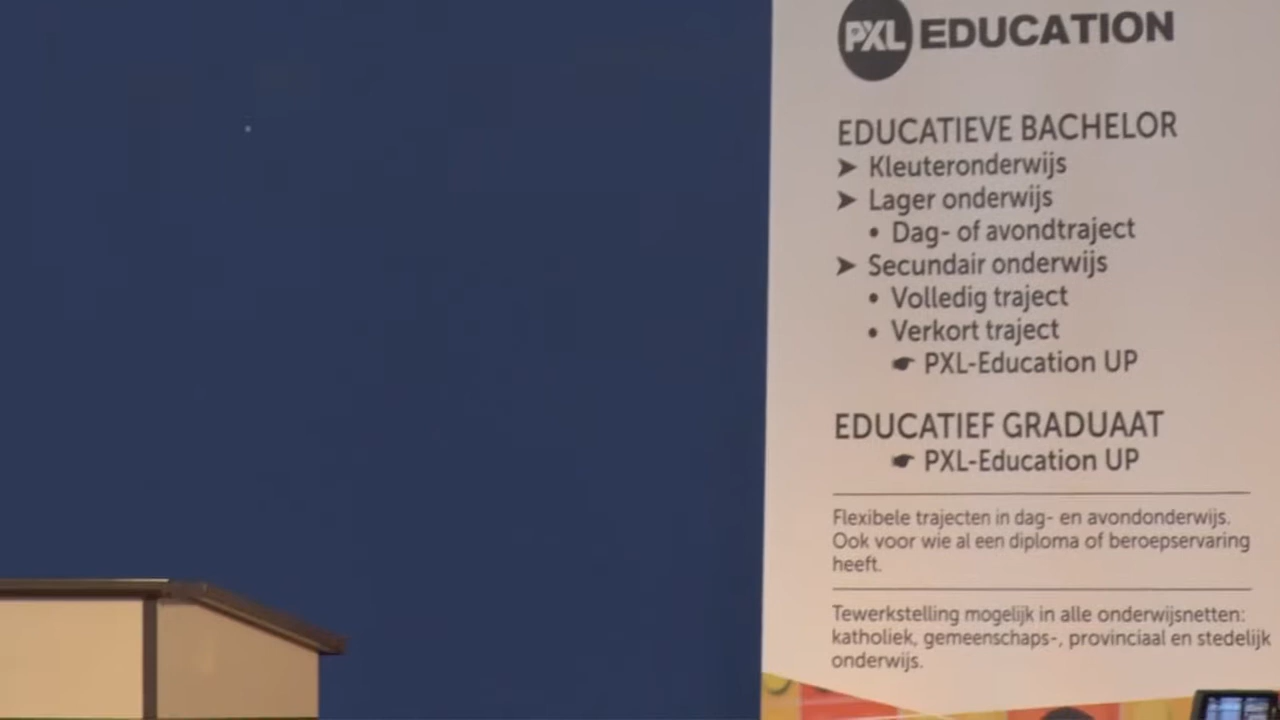 PXL EDUCATION
EDUCATIEVE BACHELOR
➤ Kleuteronderwijs
➤ Lager onderwijs
• Dag- of avondtraject
➤ Secundair onderwijs
• Volledig traject
• Verkort traject
☛ PXL-Education UP
EDUCATIEF GRADUAAT
☛ PXL-Education UP
Flexibele trajecten in dag- en avondonderwijs.
Ook voor wie al een diploma of beroepservaring
heeft.
Tewerkstelling mogelijk in alle onderwijsnetten:
katholiek, gemeenschaps-, provinciaal en stedelijk
onderwijs.